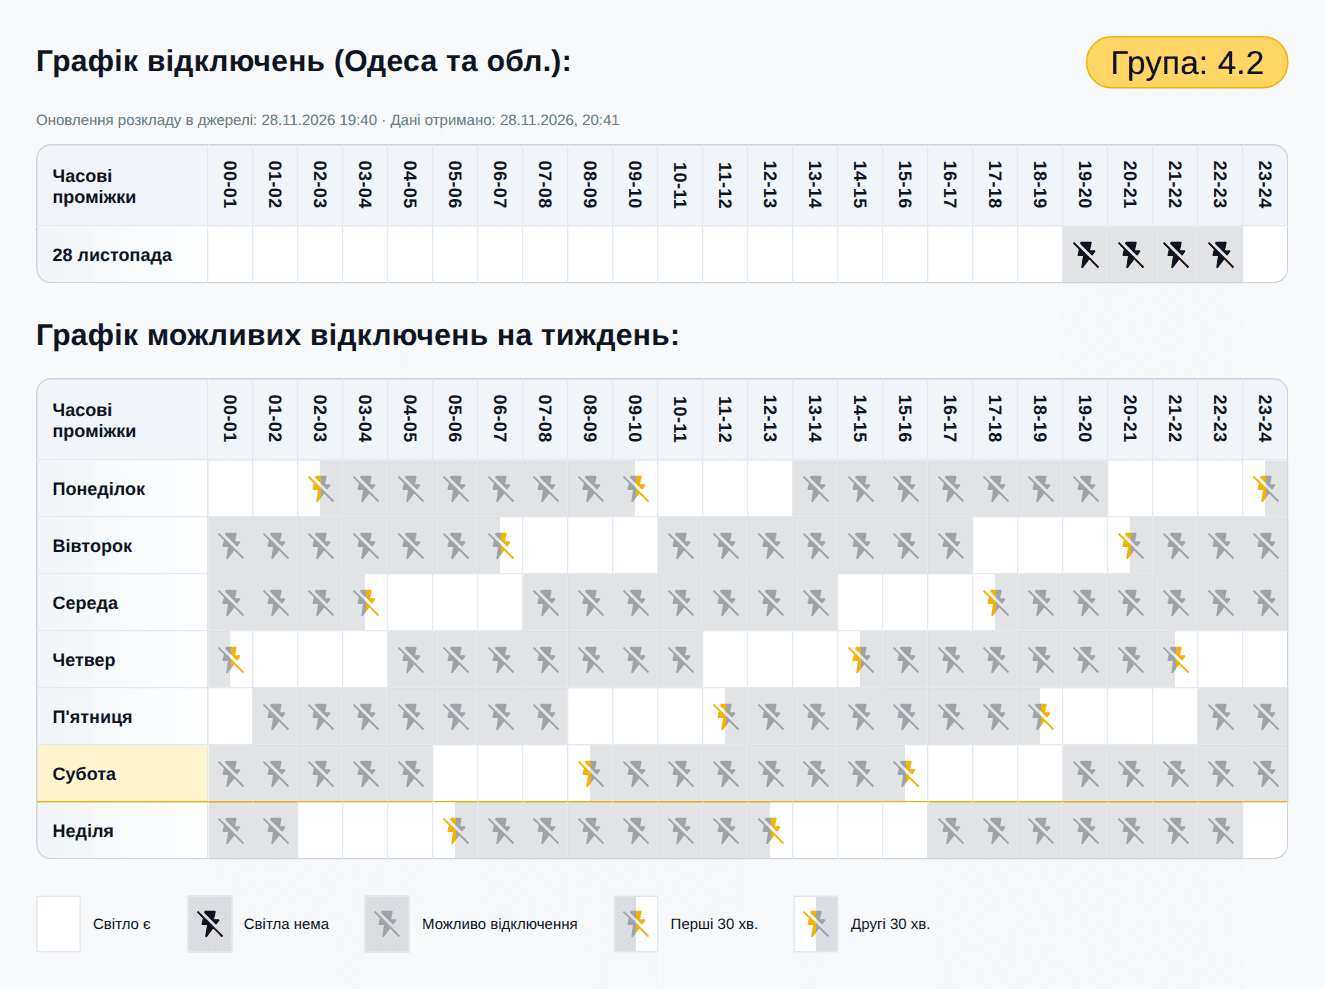 Графік відключень (Одеса та обл.):
Група: 4.2
Оновлення розкладу в джерелі: 28.11.2026 19:40 · Дані отримано: 28.11.2026, 20:41
Часові проміжки 00-01 01-02 02-03 03-04 04-05 05-06 06-07 07-08 08-09 09-10 10-11 11-12 12-13 13-14 14-15 15-16 16-17 17-18 18-19 19-20 20-21 21-22 22-23 23-24
28 листопада
Графік можливих відключень на тиждень:
Часові проміжки 00-01 01-02 02-03 03-04 04-05 05-06 06-07 07-08 08-09 09-10 10-11 11-12 12-13 13-14 14-15 15-16 16-17 17-18 18-19 19-20 20-21 21-22 22-23 23-24
Понеділок
Вівторок
Середа
Четвер
П'ятниця
Субота
Неділя
Світло є Світла нема Можливо відключення Перші 30 хв. Другі 30 хв.